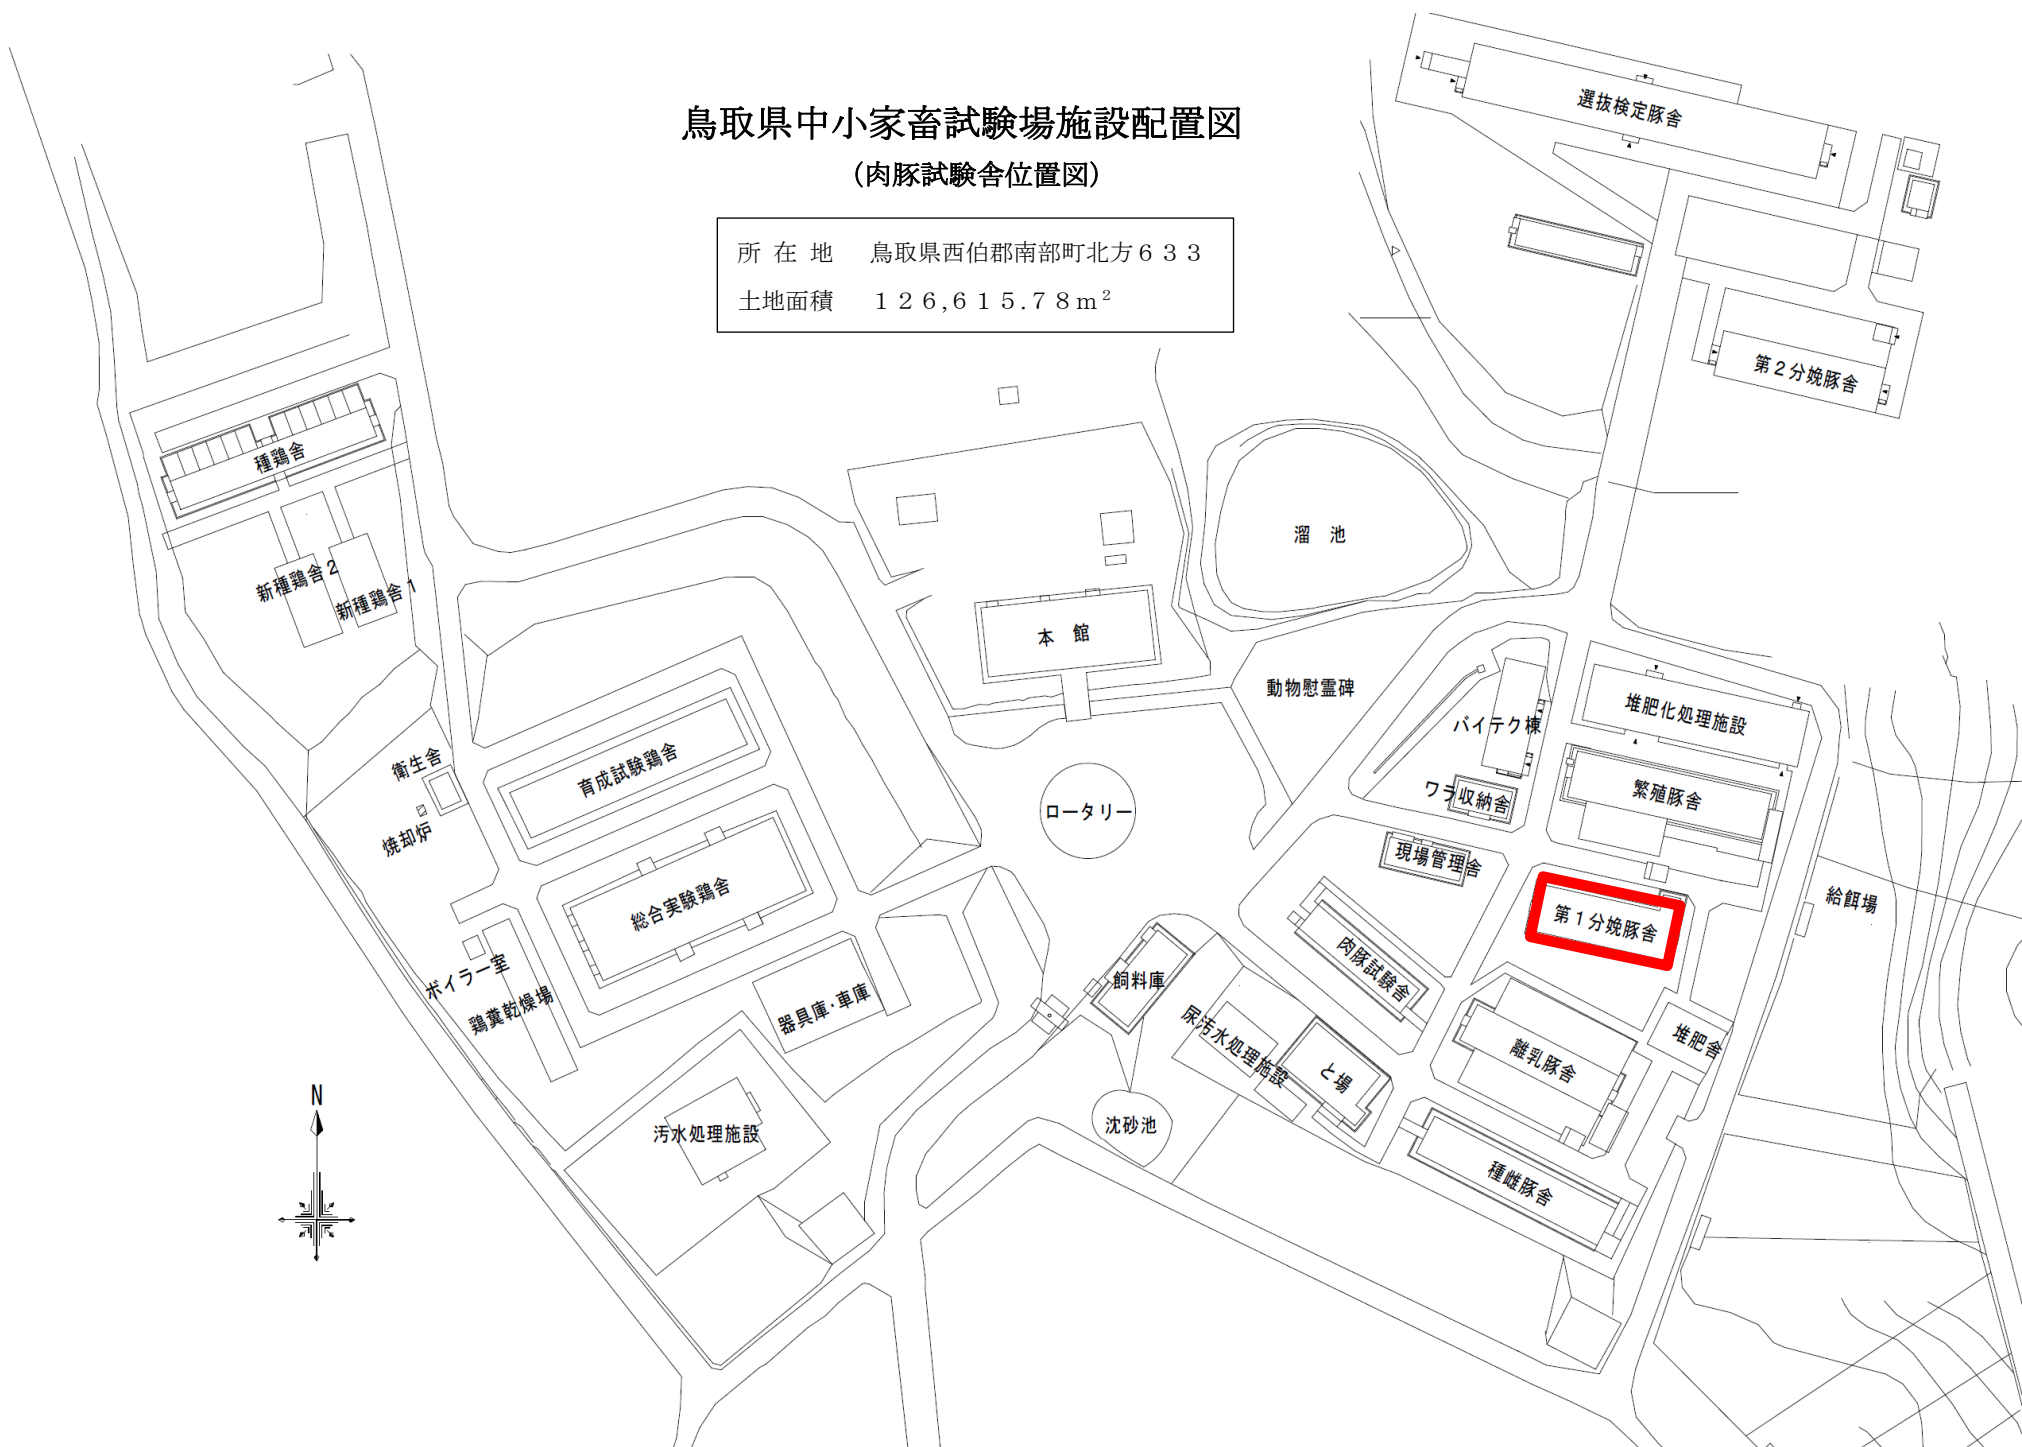 鳥取県中小家畜試験場施設配置図
(肉豚試験舎位置図)
所在地 鳥取県西伯郡南部町北方６３３
土地面積 １２６,６１５.７８ｍ²
選抜検定豚舎
第２分娩豚舎
種鶏舎
新種鶏舎２
新種鶏舎１
溜池
本館
動物慰霊碑
バイテク棟
堆肥化処理施設
ワラ収納舎
繁殖豚舎
衛生舎
育成試験鶏舎
焼却炉
ロータリー
現場管理舎
総合実験鶏舎
第１分娩豚舎
給餌場
ボイラー室
鶏糞乾燥場
器具庫・車庫
飼料庫
肉豚試験舎
尿汚水処理施設
と場
離乳豚舎
堆肥舎
N
汚水処理施設
沈砂池
種雌豚舎